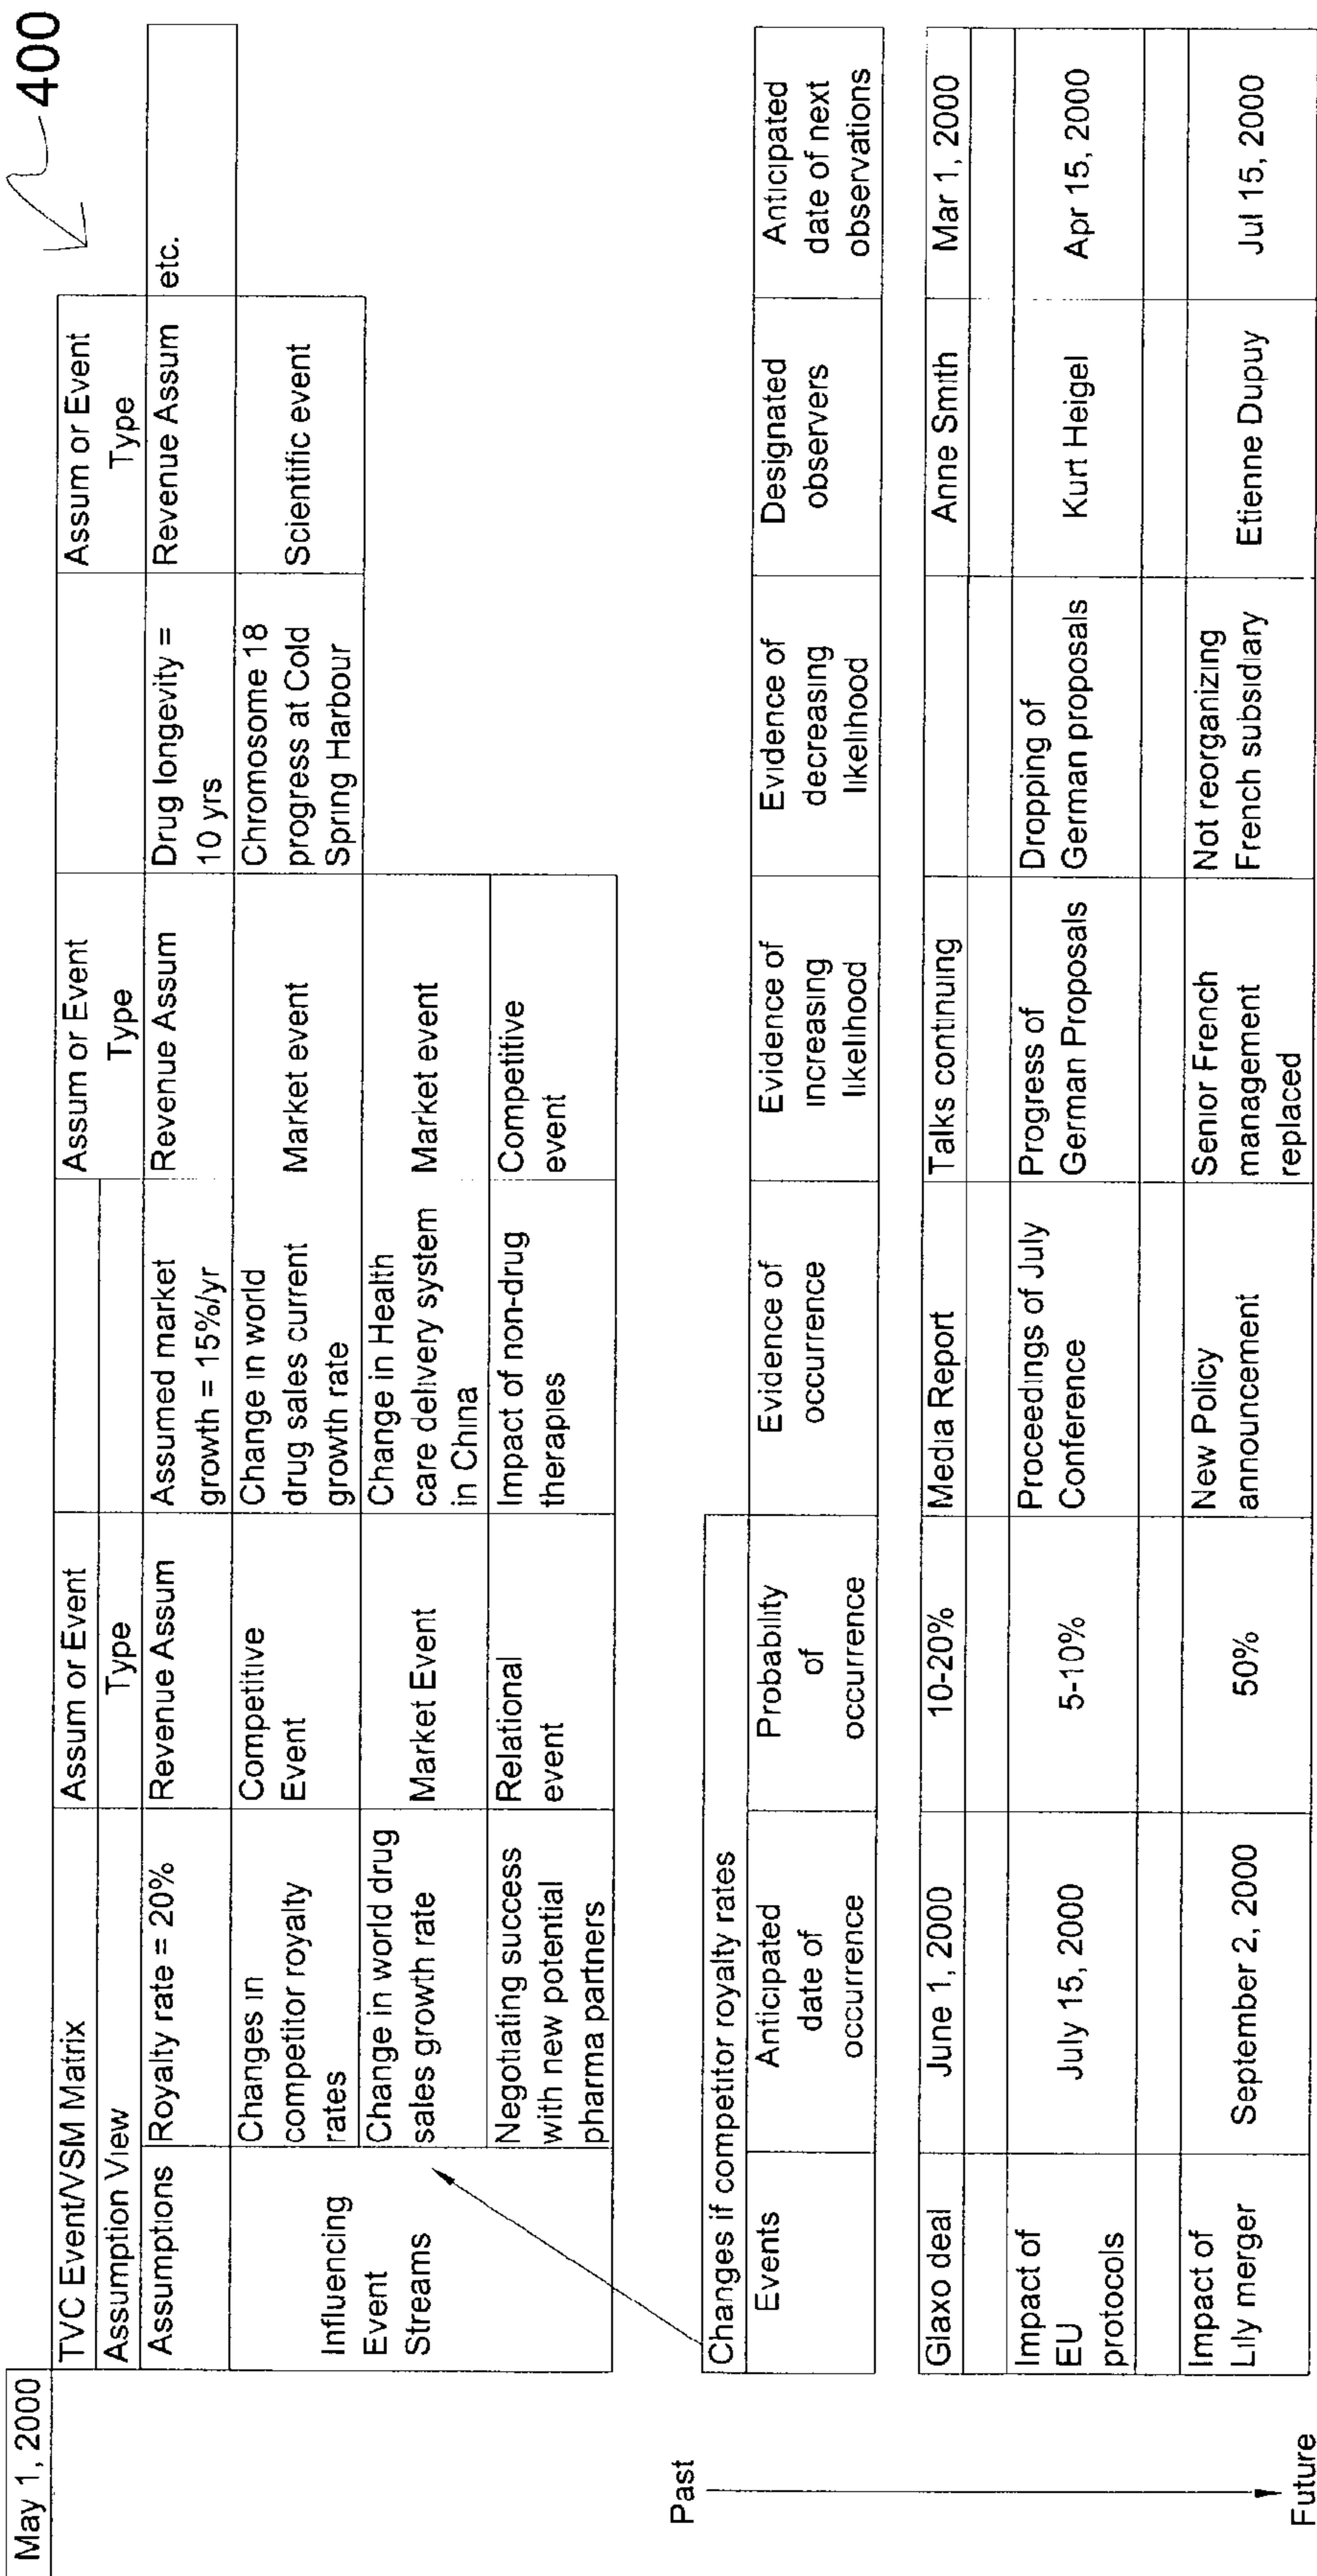 400
May 1, 2000
TVC Event/VSM Matrix
Assum or Event
Type
Assum or Event
Type
Assum or Event
Type
Assumption View
Assumptions
Royalty rate = 20%
Revenue Assum
Assumed market
growth = 15%/yr
Revenue Assum
Drug longevity =
10 yrs
Revenue Assum
etc.
Influencing
Event
Streams
Changes in
competitor royalty
rates
Competitive
Event
Change in world
drug sales current
growth rate
Market event
Chromosome 18
progress at Cold
Spring Harbour
Scientific event
Change in world drug
sales growth rate
Market Event
Change in Health
care delivery system
in China
Market event
Negotiating success
with new potential
pharma partners
Relational
event
Impact of non-drug
therapies
Competitive
event
Past
Changes if competitor royalty rates
Events
Anticipated
date of
occurrence
Probability
of
occurrence
Evidence of
occurrence
Evidence of
increasing
likelihood
Evidence of
decreasing
likelihood
Designated
observers
Anticipated
date of next
observations
Glaxo deal
June 1, 2000
10-20%
Media Report
Talks continuing
Anne Smith
Mar 1, 2000
Impact of
EU
protocols
July 15, 2000
5-10%
Proceedings of July
Conference
Progress of
German Proposals
Dropping of
German proposals
Kurt Heigel
Apr 15, 2000
Impact of
Lily merger
September 2, 2000
50%
New Policy
announcement
Senior French
management
replaced
Not reorganizing
French subsidiary
Etienne Dupuy
Jul 15, 2000
Future